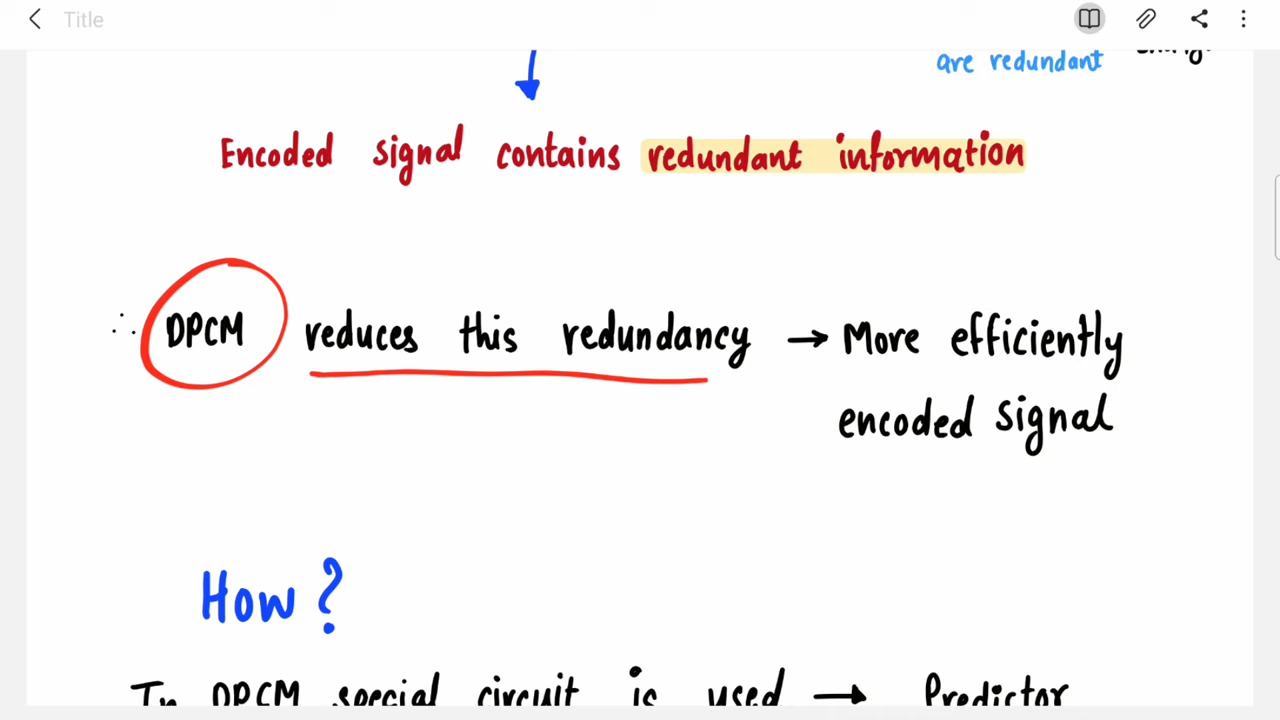 Title
are redundant
Encoded signal contains redundant information
∴ DPCM reduces this redundancy → More efficiently
encoded signal
How ?
In DPCM special circuit is used → Predictor